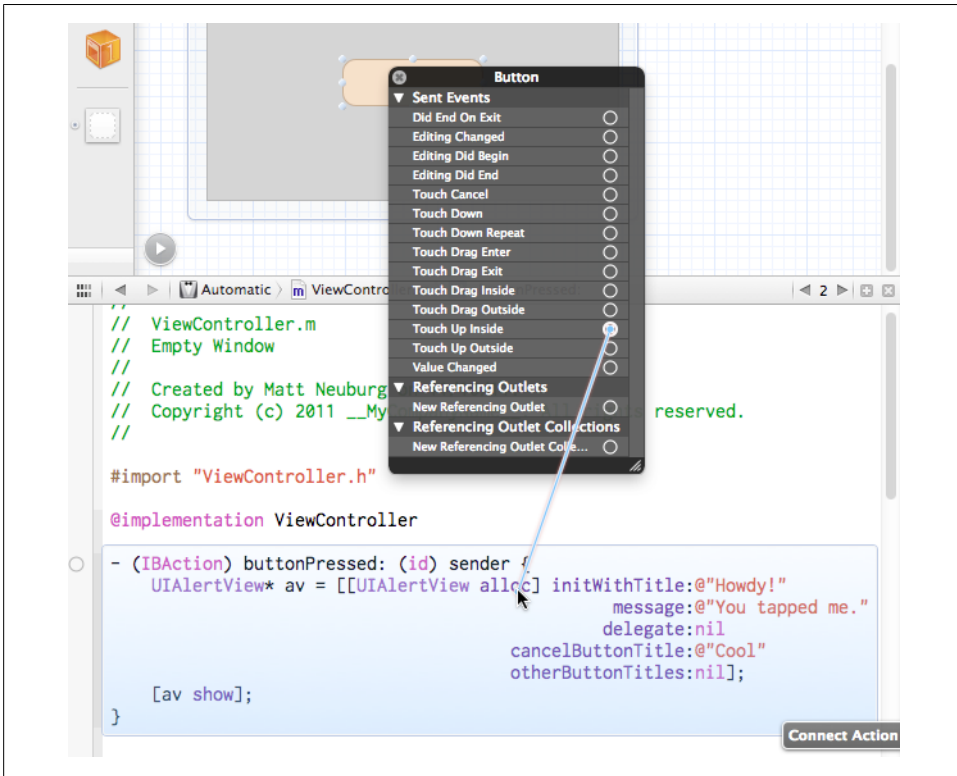 Button
Sent Events
Did End On Exit
Editing Changed
Editing Did Begin
Editing Did End
Touch Cancel
Touch Down
Touch Down Repeat
Touch Drag Enter
Touch Drag Exit
Touch Drag Inside
Touch Drag Outside
Touch Up Inside
Touch Up Outside
Value Changed
Referencing Outlets
New Referencing Outlet
Referencing Outlet Collections
New Referencing Outlet Colle...
Automatic m ViewContro 2
//
// ViewController.m
// Empty Window
//
// Created by Matt Neuburg
// Copyright (c) 2011 __MyCo reserved.
//
#import "ViewController.h"
@implementation ViewController
- (IBAction) buttonPressed: (id) sender {
UIAlertView* av = [[UIAlertView alloc] initWithTitle:@"Howdy!"
message:@"You tapped me."
delegate:nil
cancelButtonTitle:@"Cool"
otherButtonTitles:nil];
[av show];
}
Connect Action